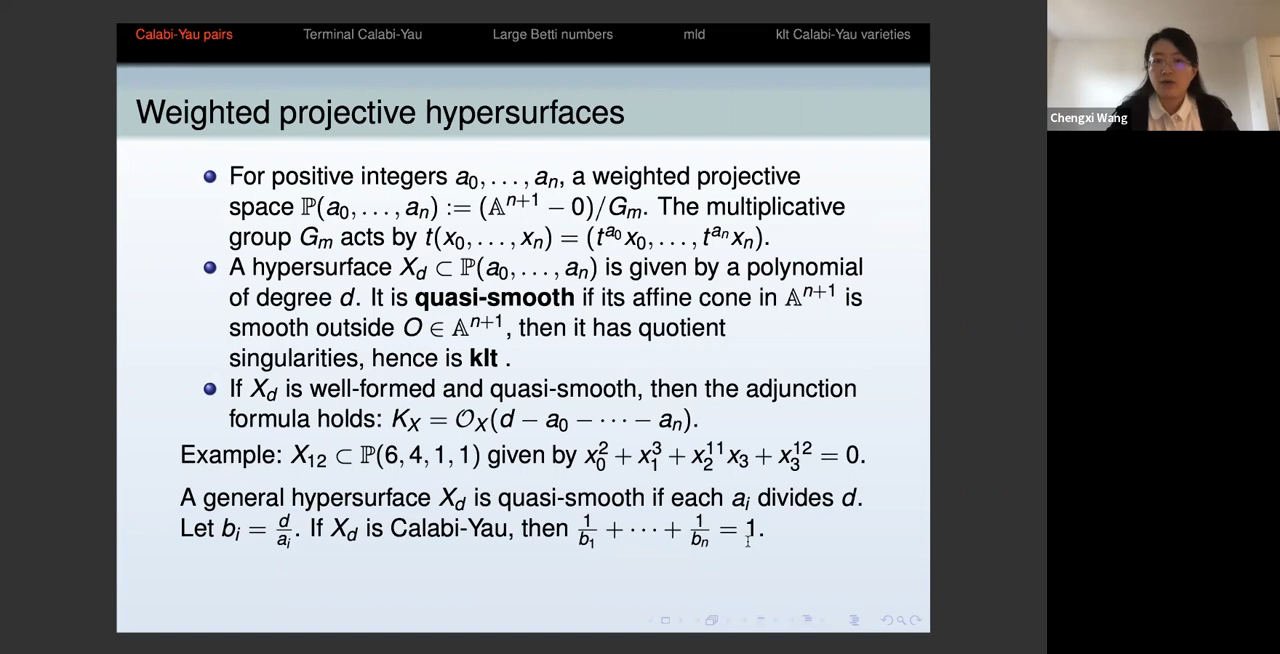 Calabi-Yau pairs Terminal Calabi-Yau Large Betti numbers mld klt Calabi-Yau varieties
Weighted projective hypersurfaces
For positive integers a₀, . . . , aₙ, a weighted projective
space ℙ(a₀, . . . , aₙ) := (𝔸ⁿ⁺¹ − 0)/Gₘ. The multiplicative
group Gₘ acts by t(x₀, . . . , xₙ) = (t^{a₀}x₀, . . . , t^{aₙ}xₙ).
A hypersurface X_d ⊂ ℙ(a₀, . . . , aₙ) is given by a polynomial
of degree d. It is quasi-smooth if its affine cone in 𝔸ⁿ⁺¹ is
smooth outside O ∈ 𝔸ⁿ⁺¹, then it has quotient
singularities, hence is klt .
If X_d is well-formed and quasi-smooth, then the adjunction
formula holds: K_X = 𝒪_X(d − a₀ − · · · − aₙ).
Example: X₁₂ ⊂ ℙ(6, 4, 1, 1) given by x₀² + x₁³ + x₂¹¹x₃ + x₃¹² = 0.
A general hypersurface X_d is quasi-smooth if each aᵢ divides d.
Let bᵢ = d/aᵢ. If X_d is Calabi-Yau, then 1/b₁ + · · · + 1/bₙ = 1.
Chengxi Wang